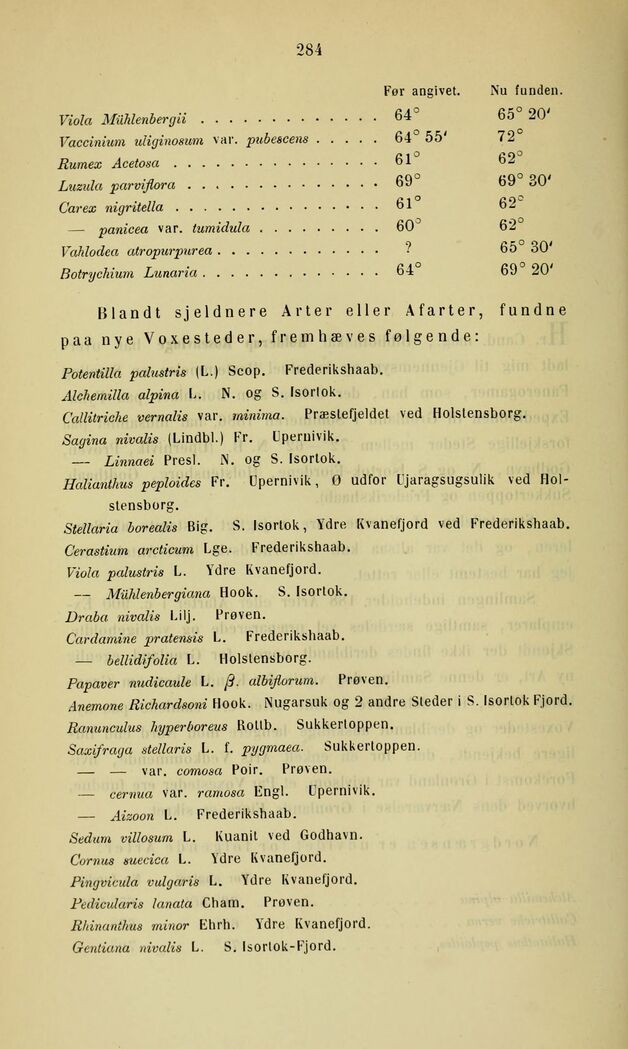 284
Før angivet. Nu funden.
Viola Mühlenbergii . . . . . . . . . . . . . 64° 65° 20'
Vaccinium uliginosum var. pubescens . . . . . 64° 55' 72°
Rumex Acetosa . . . . . . . . . . . . . . . 61° 62°
Luzula parviflora . . . . . . . . . . . . . . 69° 69° 30'
Carex nigritella . . . . . . . . . . . . . . . 61° 62°
— panicea var. tumidula . . . . . . . . . 60° 62°
Vahlodea atropurpurea . . . . . . . . . . . . ? 65° 30'
Botrychium Lunaria . . . . . . . . . . . . . 64° 69° 20'
Blandt sjeldnere Arter eller Afarter, fundne
paa nye Voxesteder, fremhæves følgende:
Potentilla palustris (L.) Scop. Frederikshaab.
Alchemilla alpina L. N. og S. Isortok.
Callitriche vernalis var. minima. Præstefjeldet ved Holstensborg.
Sagina nivalis (Lindbl.) Fr. Upernivik.
— Linnaei Presl. N. og S. Isortok.
Halianthus peploides Fr. Upernivik, Ø udfor Ujaragsugsulik ved Hol-
stensborg.
Stellaria borealis Big. S. Isortok, Ydre Kvanefjord ved Frederikshaab.
Cerastium arcticum Lge. Frederikshaab.
Viola palustris L. Ydre Kvanefjord.
— Mühlenbergiana Hook. S. Isortok.
Draba nivalis Lilj. Prøven.
Cardamine pratensis L. Frederikshaab.
— bellidifolia L. Holstensborg.
Papaver nudicaule L. β. albiflorum. Prøven.
Anemone Richardsoni Hook. Nugarsuk og 2 andre Steder i S. Isortok Fjord.
Ranunculus hyperboreus Rottb. Sukkertoppen.
Saxifraga stellaris L. f. pygmaea. Sukkertoppen.
— — var. comosa Poir. Prøven.
— cernua var. ramosa Engl. Upernivik.
— Aizoon L. Frederikshaab.
Sedum villosum L. Kuanit ved Godhavn.
Cornus suecica L. Ydre Kvanefjord.
Pingvicula vulgaris L. Ydre Kvanefjord.
Pedicularis lanata Cham. Prøven.
Rhinanthus minor Ehrh. Ydre Kvanefjord.
Gentiana nivalis L. S. Isortok-Fjord.